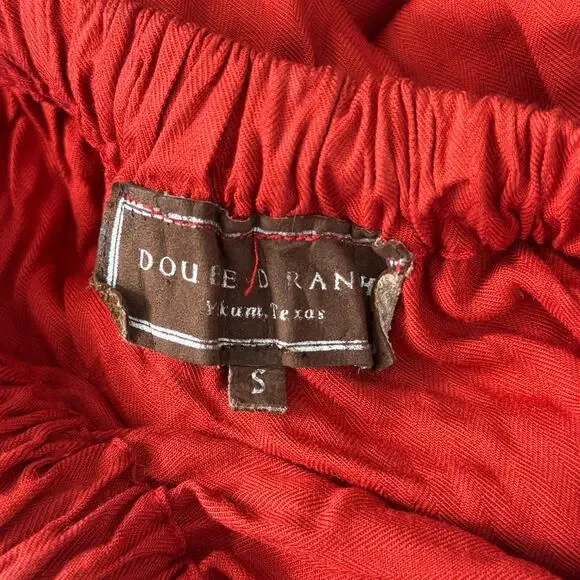 DOUBLE D RANCH
Yoakum, Texas
S